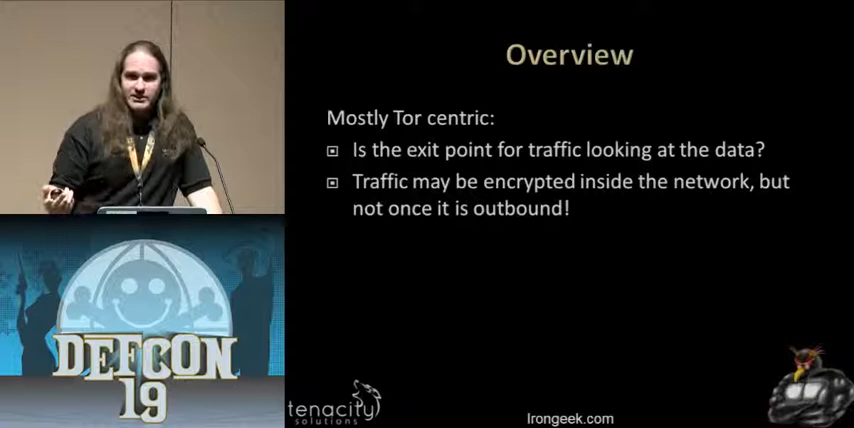 Overview
Mostly Tor centric:
Is the exit point for traffic looking at the data?
Traffic may be encrypted inside the network, but
not once it is outbound!
DEFCON
19
tenacity
solutions
Irongeek.com